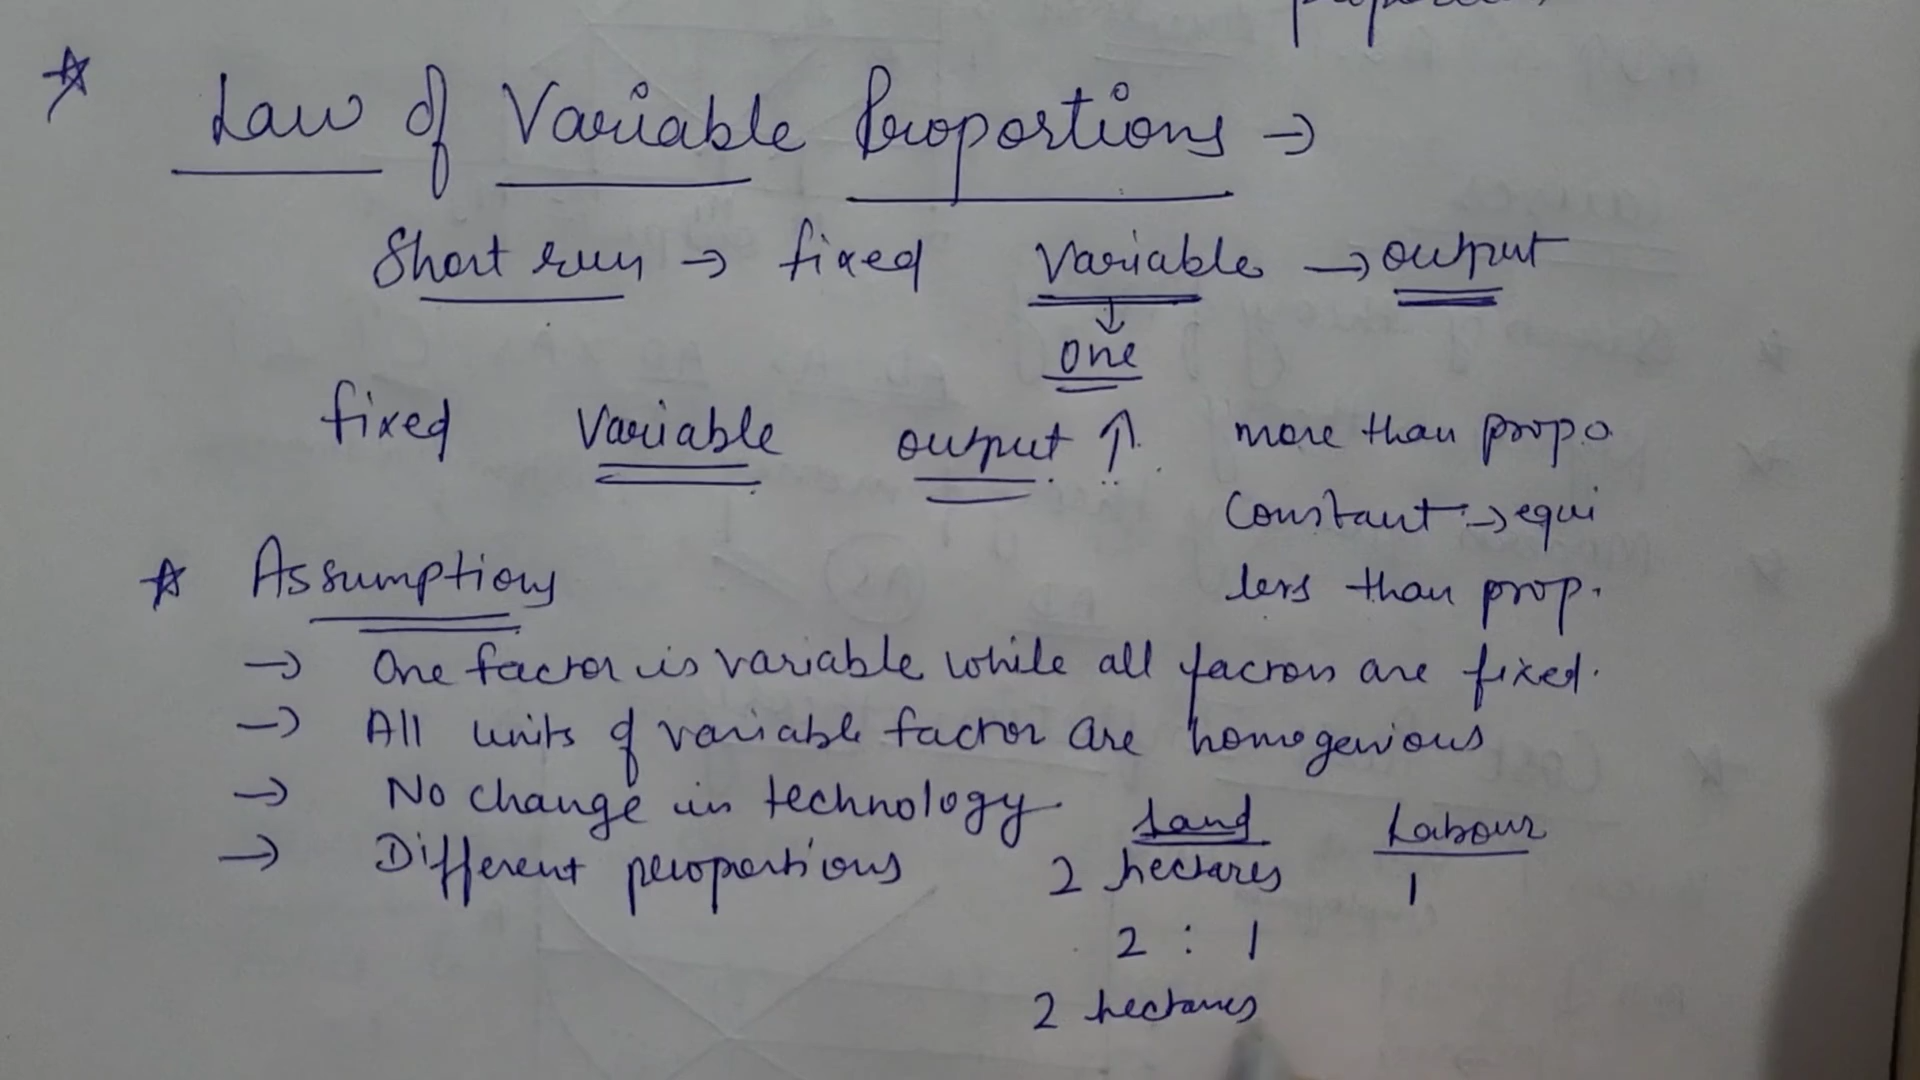 ☆ Law of Variable Proportions →
Short run → fixed Variable → output
↓
one
fixed Variable output ↑ more than prop.
Constant → equi
less than prop.
☆ Assumptions
→ One factor is variable while all factors are fixed.
→ All units of variable factor are homogenious
→ No change in technology.
→ Different proportions
Land Labour
2 hectares 1
2 : 1
2 hectares